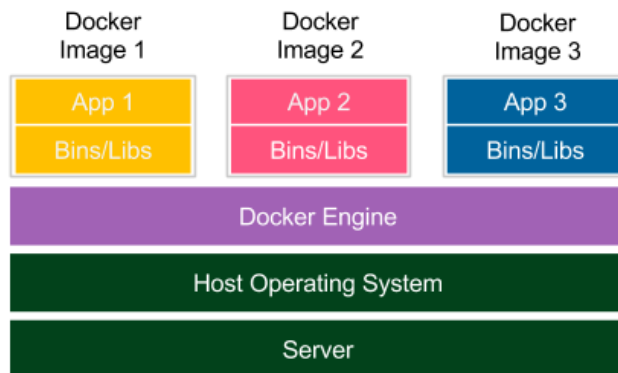 Docker
Image 1
Docker
Image 2
Docker
Image 3
App 1
App 2
App 3
Bins/Libs
Bins/Libs
Bins/Libs
Docker Engine
Host Operating System
Server